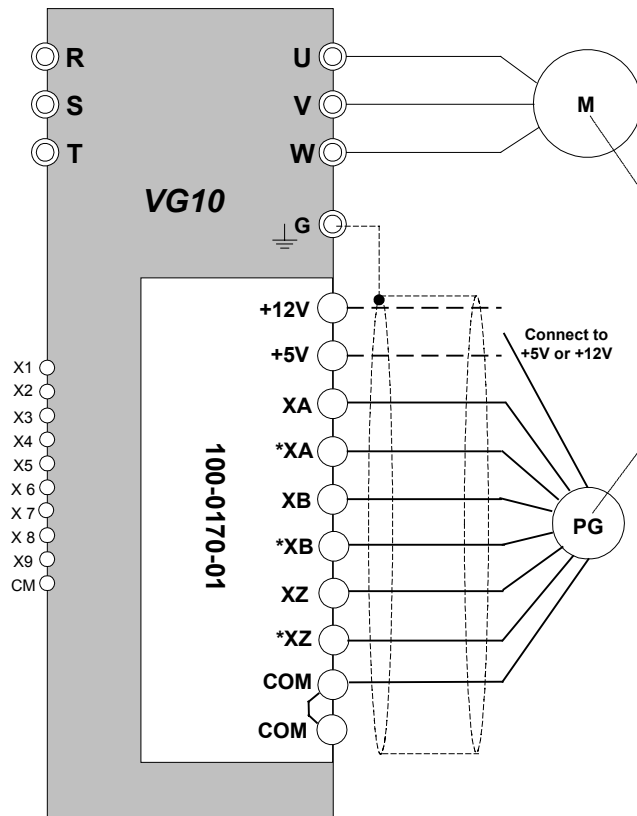 R
U
S
V
M
T
W
VG10
G
+12V
Connect to
+5V or +12V
+5V
X1
X2
XA
X3
X4
*XA
X5
X 6
XB
X 7
PG
X 8
*XB
X9
CM
XZ
100-0170-01
*XZ
COM
COM